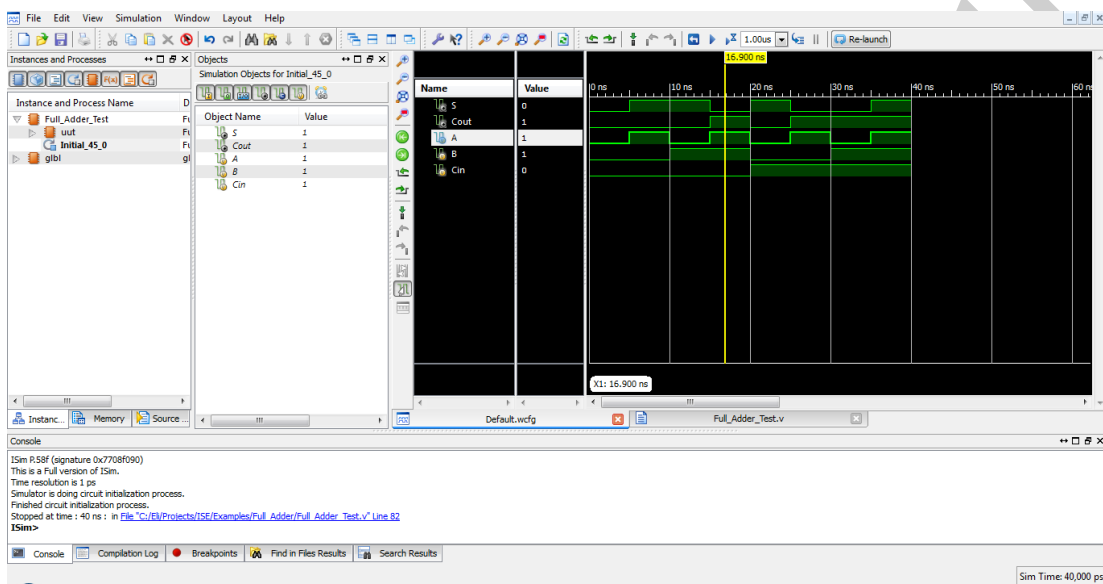 File Edit View Simulation Window Layout Help
1.00us Re-launch
Instances and Processes
Instance and Process Name D
Full_Adder_Test Fu
uut Fu
Initial_45_0 Fu
glbl gl
Instanc... Memory Source ...
Objects
Simulation Objects for Initial_45_0
Object Name Value
S 1
Cout 1
A 1
B 1
Cin 1
Name Value
S 0
Cout 1
A 1
B 1
Cin 0
16.900 ns
0 ns 10 ns 20 ns 30 ns 40 ns 50 ns 60 ns
X1: 16.900 ns
Default.wcfg Full_Adder_Test.v
Console
ISim P.58f (signature 0x7708f090)
This is a Full version of ISim.
Time resolution is 1 ps
Simulator is doing circuit initialization process.
Finished circuit initialization process.
Stopped at time : 40 ns : in File "C:/Eli/Projects/ISE/Examples/Full_Adder/Full_Adder_Test.v" Line 82
ISim>
Console Compilation Log Breakpoints Find in Files Results Search Results
Sim Time: 40,000 ps